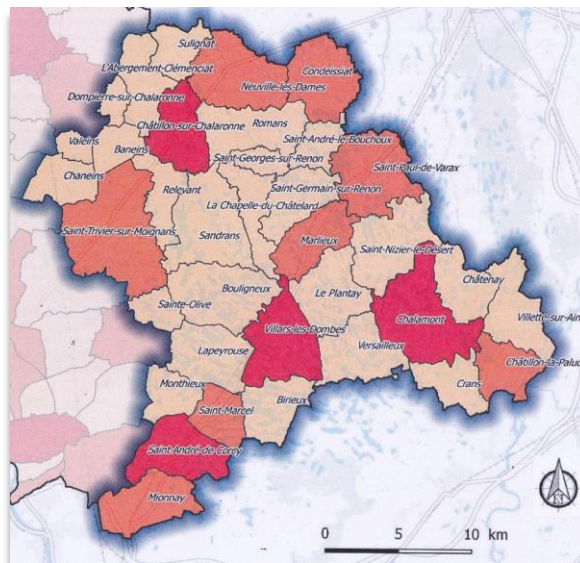 Sulignat
L'Abergement-Clémenciat
Condeissiat
Neuville-les-Dames
Dompierre-sur-Chalaronne
Châtillon-sur-Chalaronne
Romans
Saint-André-le-Bouchoux
Valeins
Baneins
Saint-Georges-sur-Renon
Saint-Paul-de-Varax
Chaneins
Relevant
Saint-Germain-sur-Renon
La Chapelle-du-Châtelard
Saint-Trivier-sur-Moignans
Sandrans
Marlieux
Saint-Nizier-le-Désert
Châtenay
Bouligneux
Le Plantay
Sainte-Olive
Villette-sur-Ain
Villars-les-Dombes
Chalamont
Lapeyrouse
Versailleux
Châtillon-la-Palud
Monthieux
Crans
Saint-Marcel
Birieux
Saint André-de-Corcy
Mionnay
N
0 5 10 km